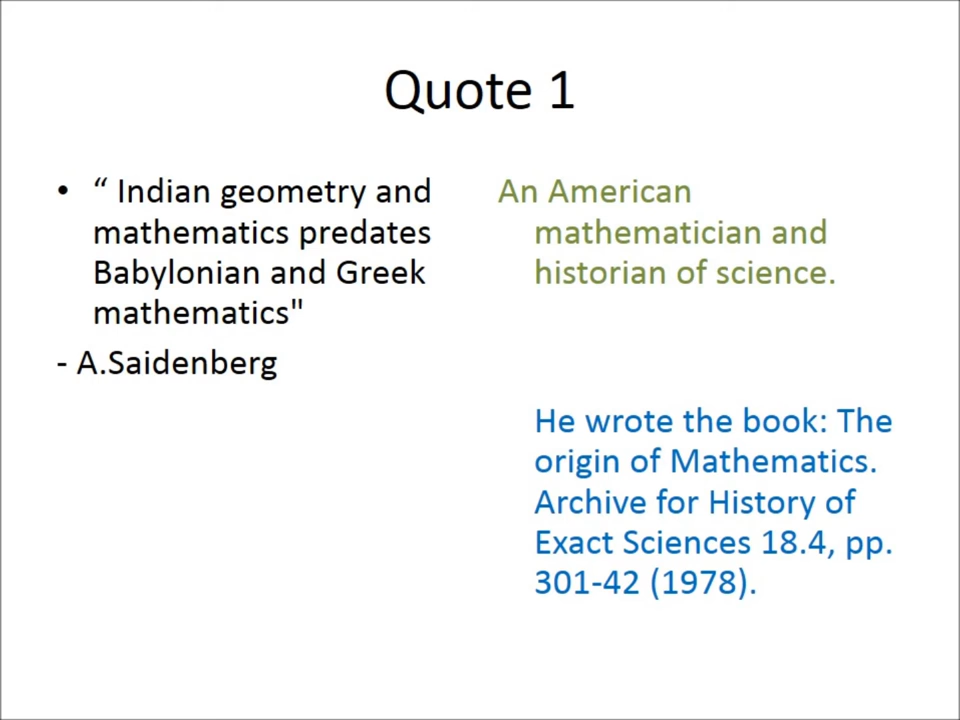 Quote 1
• “ Indian geometry and
mathematics predates
Babylonian and Greek
mathematics"
- A.Saidenberg
An American
mathematician and
historian of science.
He wrote the book: The
origin of Mathematics.
Archive for History of
Exact Sciences 18.4, pp.
301-42 (1978).